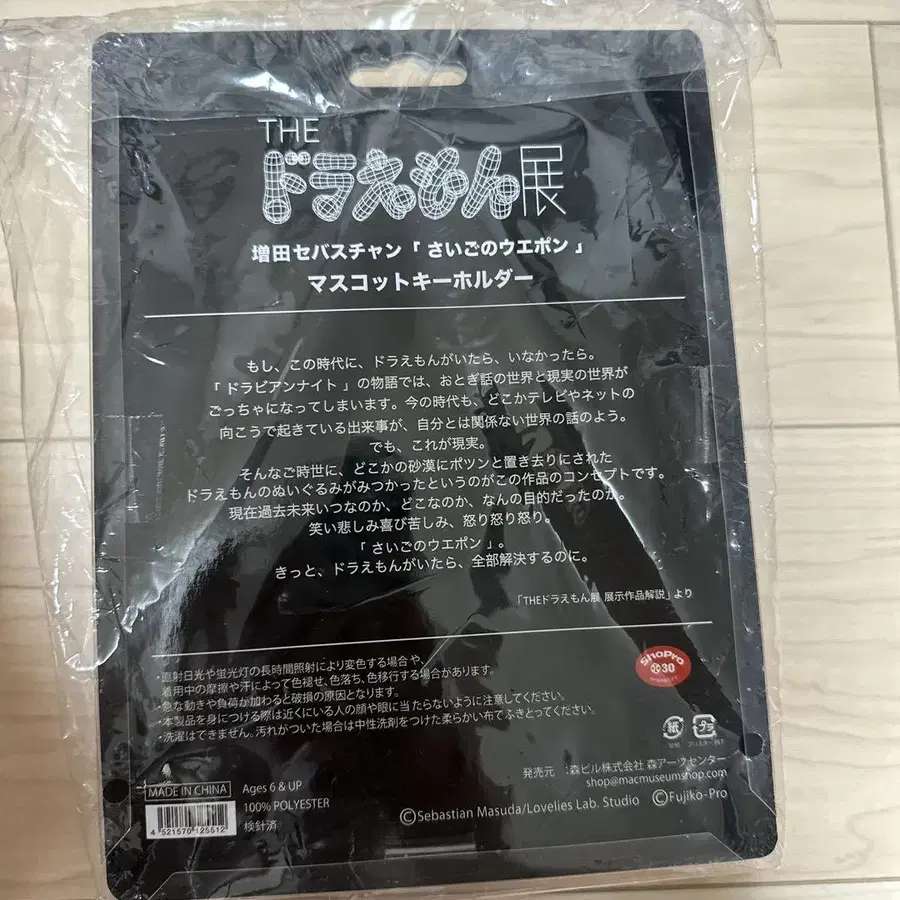 THE
ドラえもん展
増田セバスチャン「 さいごのウエポン 」
マスコットキーホルダー
もし、この時代に、ドラえもんがいたら、いなかったら。
「 ドラビアンナイト 」の物語では、おとぎ話の世界と現実の世界が
ごっちゃになってしまいます。今の時代も、どこかテレビやネットの
向こうで起きている出来事が、自分とは関係ない世界の話のよう。
でも、これが現実。
そんなご時世に、どこかの砂漠にポツンと置き去りにされた
ドラえもんのぬいぐるみがみつかったというのがこの作品のコンセプトです。
現在過去未来いつなのか、どこなのか、なんの目的だったのか。
笑い悲しみ喜び苦しみ、怒り怒り怒り。
「 さいごのウエポン 」。
きっと、ドラえもんがいたら、全部解決するのに。
「THEドラえもん展 展示作品解説」より
・直射日光や蛍光灯の長時間照射により変色する場合や、
着用中の摩擦や汗によって色褪せ、色落ち、色移行する場合があります。
・急な動きや負荷が加わると破損の原因となります。
・本製品を身につける際は近くにいる人の顔や眼に当たらないように注意してください。
・洗濯はできません。汚れがついた場合は中性洗剤をつけた柔らかい布でふきとってください。
ShoPro
30
紙
プラ
発売元 :森ビル株式会社 森アーツセンター
shop@macmuseumshop.com
MADE IN CHINA
Ages 6 & UP
100% POLYESTER
検針済
4 521570 125512
©Sebastian Masuda/Lovelies Lab. Studio ©Fujiko-Pro